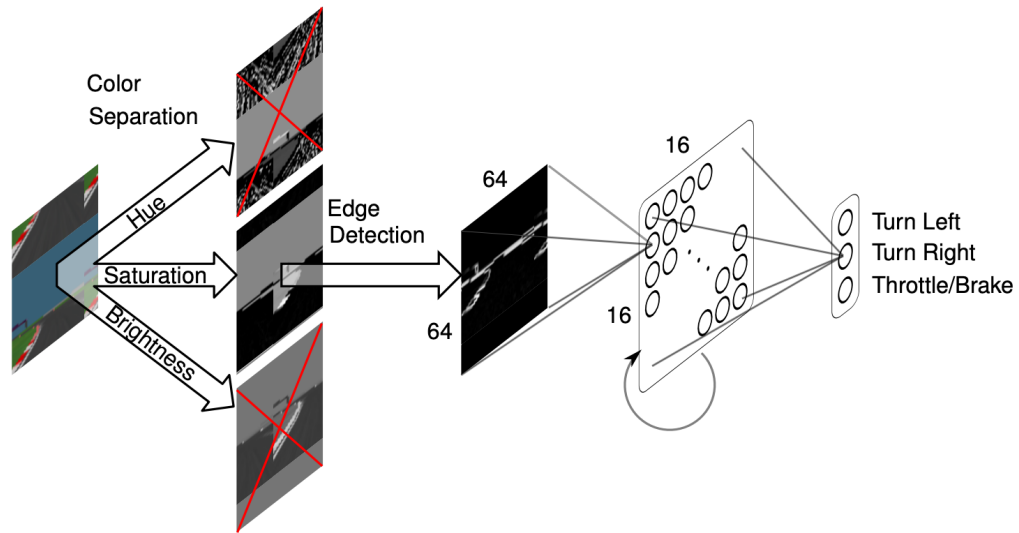 Color
Separation
Hue
Saturation
Brightness
Edge
Detection
64
64
16
16
Turn Left
Turn Right
Throttle/Brake